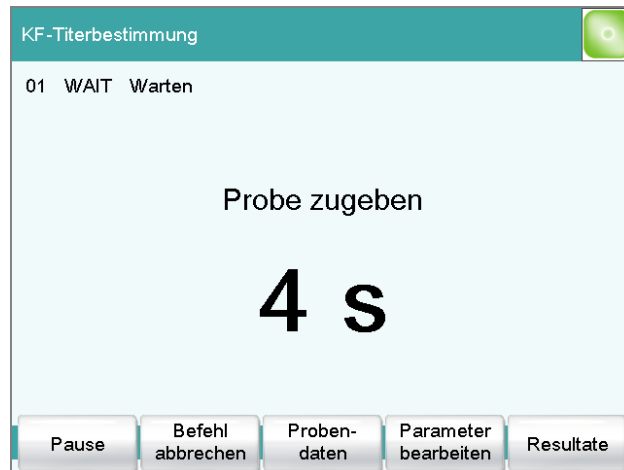 KF-Titerbestimmung
01 WAIT Warten
Probe zugeben
4 s
Pause
Befehl
abbrechen
Proben-
daten
Parameter
bearbeiten
Resultate